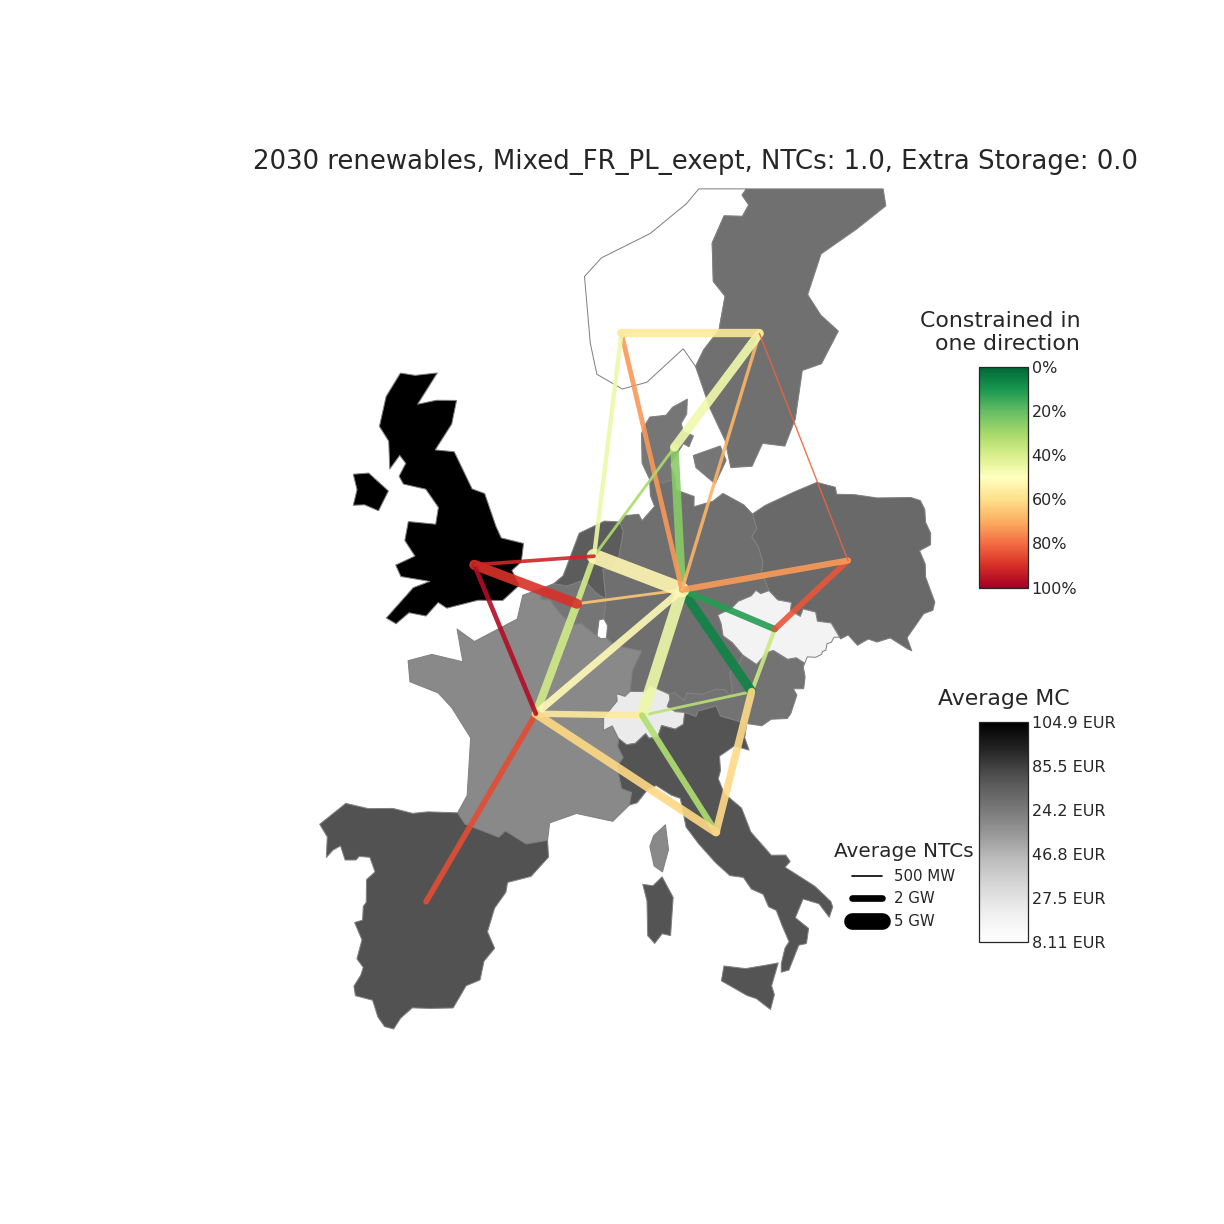 2030 renewables, Mixed_FR_PL_exept, NTCs: 1.0, Extra Storage: 0.0
Constrained in
one direction
0%
20%
40%
60%
80%
100%
Average MC
104.9 EUR
85.5 EUR
24.2 EUR
46.8 EUR
27.5 EUR
8.11 EUR
Average NTCs
500 MW
2 GW
5 GW